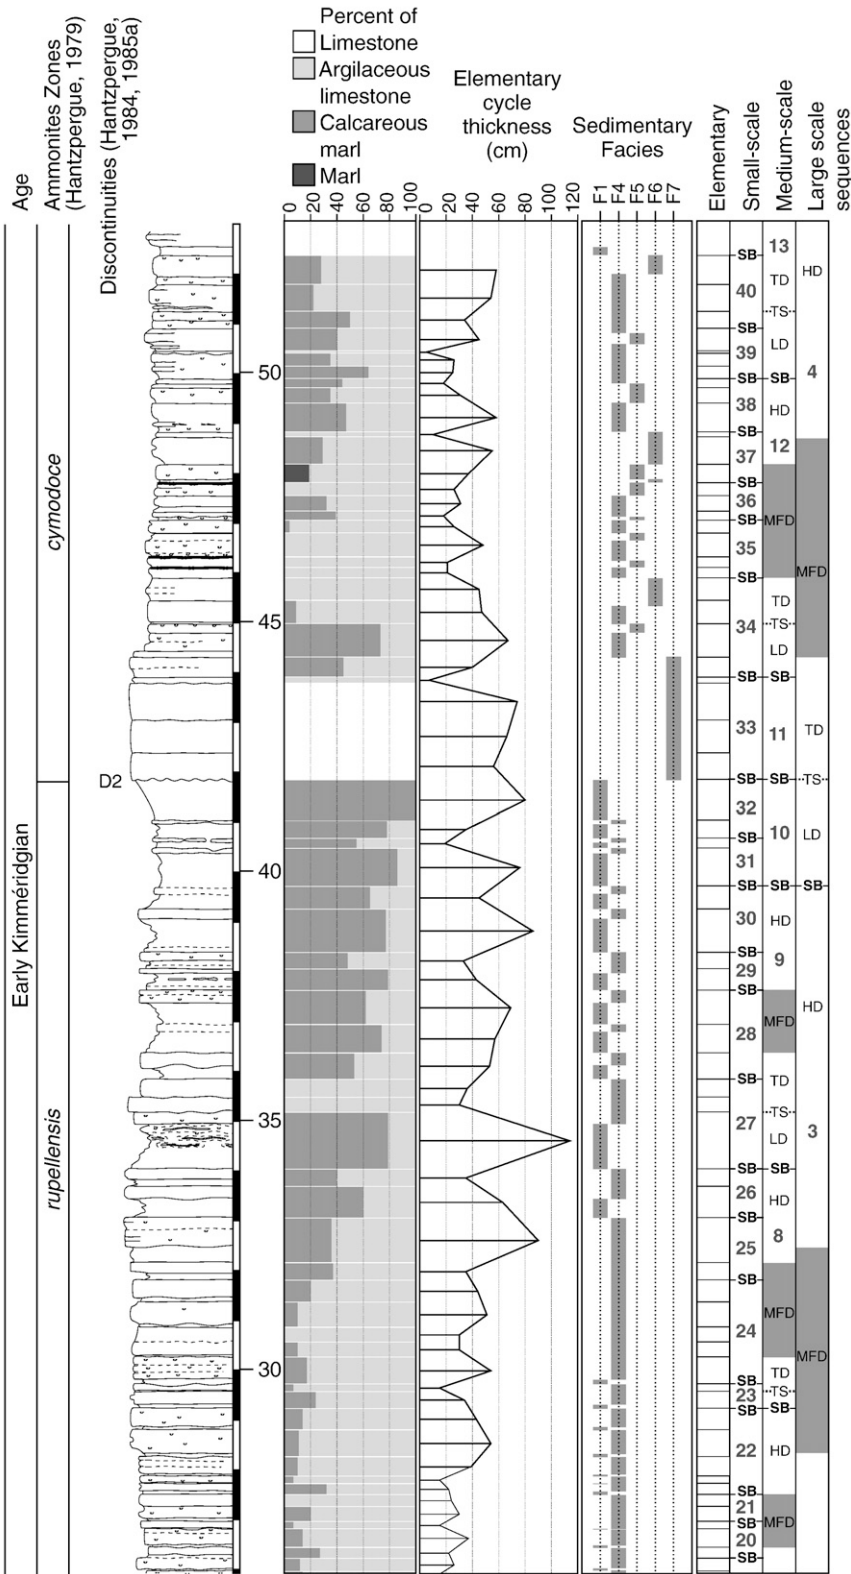 Age
Ammonites Zones
(Hantzpergue, 1979)
Discontinuities (Hantzpergue,
1984, 1985a)
Percent of
Limestone
Argilaceous
limestone
Calcareous
marl
Marl
0 20 40 60 80 100
Elementary
cycle
thickness
(cm)
0 20 40 60 80 100 120
Sedimentary
Facies
F1 F4 F5 F6 F7
Elementary
Small-scale
Medium-scale
Large scale
sequences
Early Kimméridgian
cymodoce
rupellensis
D2
50
45
40
35
30
SB 13
HD
40 TD
TS
SB
39 LD
SB SB 4
38 HD
SB
37 12
SB
36
SB MFD
35
MFD
SB
TD
34 TS
LD
SB SB
33 11 TD
SB SB TS
32
SB 10 LD
31
SB SB SB
30 HD
SB
29 9
SB
HD
28 MFD
SB TD
TS
27 3
LD
SB SB
26 HD
SB
25 8
SB
24 MFD
MFD
TD
SB
23 TS
SB SB
22 HD
SB
21
SB MFD
20
SB